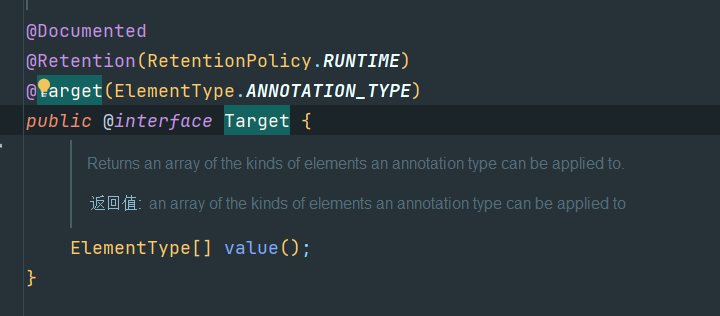 @Documented
@Retention(RetentionPolicy.RUNTIME)
@Target(ElementType.ANNOTATION_TYPE)
public @interface Target {
Returns an array of the kinds of elements an annotation type can be applied to.
返回值: an array of the kinds of elements an annotation type can be applied to
ElementType[] value();
}